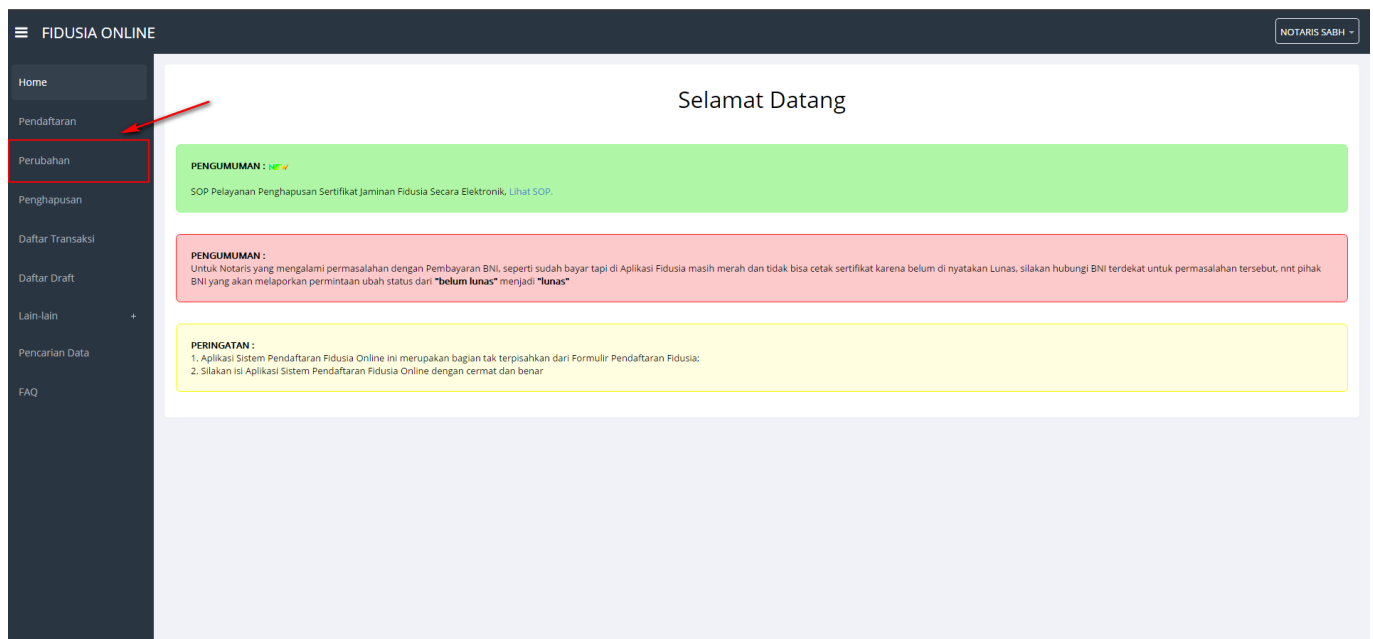 FIDUSIA ONLINE
NOTARIS SABH
Home
Pendaftaran
Perubahan
Penghapusan
Daftar Transaksi
Daftar Draft
Lain-lain +
Pencarian Data
FAQ
Selamat Datang
PENGUMUMAN : NEW
SOP Pelayanan Penghapusan Sertifikat Jaminan Fidusia Secara Elektronik, Lihat SOP.
PENGUMUMAN :
Untuk Notaris yang mengalami permasalahan dengan Pembayaran BNI, seperti sudah bayar tapi di Aplikasi Fidusia masih merah dan tidak bisa cetak sertifikat karena belum di nyatakan Lunas, silakan hubungi BNI terdekat untuk permasalahan tersebut, nnt pihak
BNI yang akan melaporkan permintaan ubah status dari "belum lunas" menjadi "lunas"
PERINGATAN :
1. Aplikasi Sistem Pendaftaran Fidusia Online ini merupakan bagian tak terpisahkan dari Formulir Pendaftaran Fidusia;
2. Silakan isi Aplikasi Sistem Pendaftaran Fidusia Online dengan cermat dan benar